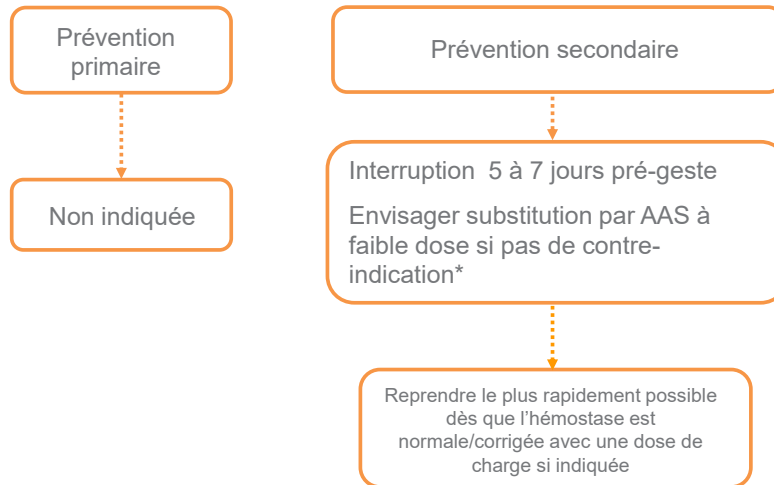 Prévention
primaire
Non indiquée
Prévention secondaire
Interruption 5 à 7 jours pré-geste
Envisager substitution par AAS à
faible dose si pas de contre-
indication*
Reprendre le plus rapidement possible
dès que l'hémostase est
normale/corrigée avec une dose de
charge si indiquée